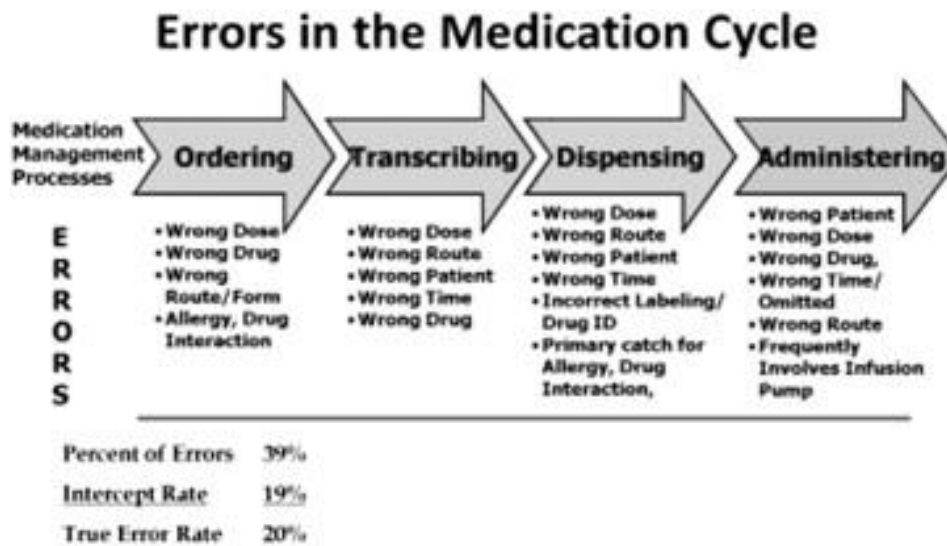 Errors in the Medication Cycle
Medication
Management
Processes
Ordering
Transcribing
Dispensing
Administering
E
R
R
O
R
S
•Wrong Dose
•Wrong Drug
•Wrong
Route/Form
•Allergy, Drug
Interaction
•Wrong Dose
•Wrong Route
•Wrong Patient
•Wrong Time
•Wrong Drug
•Wrong Dose
•Wrong Route
•Wrong Patient
•Wrong Time
•Incorrect Labeling/
Drug ID
•Primary catch for
Allergy, Drug
Interaction,
•Wrong Patient
•Wrong Dose
•Wrong Drug,
•Wrong Time/
Omitted
•Wrong Route
•Frequently
Involves Infusion
Pump
Percent of Errors 39%
Intercept Rate 19%
True Error Rate 20%